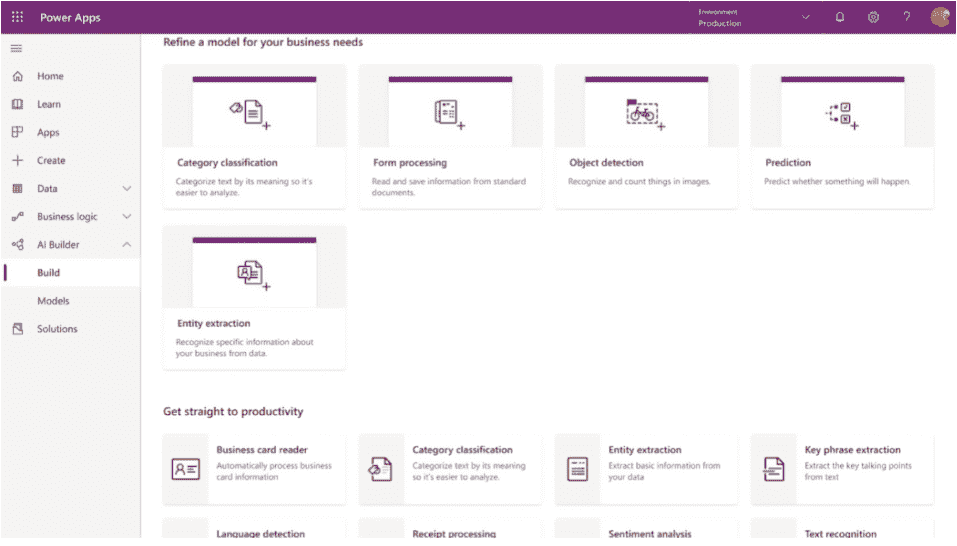 Power Apps
Environment
Production
?
Home
Learn
Apps
Create
Data
Business logic
AI Builder
Build
Models
Solutions
Refine a model for your business needs
Category classification
Categorize text by its meaning so it's
easier to analyze.
Form processing
Read and save information from standard
documents.
Object detection
Recognize and count things in images.
Prediction
Predict whether something will happen.
Entity extraction
Recognize specific information about
your business from data.
Get straight to productivity
Business card reader
Automatically process business
card information
Category classification
Categorize text by its meaning
so it's easier to analyze.
Entity extraction
Extract basic information from
your data
Key phrase extraction
Extract the key talking points
from text
Language detection
Receipt processing
Sentiment analysis
Text recognition